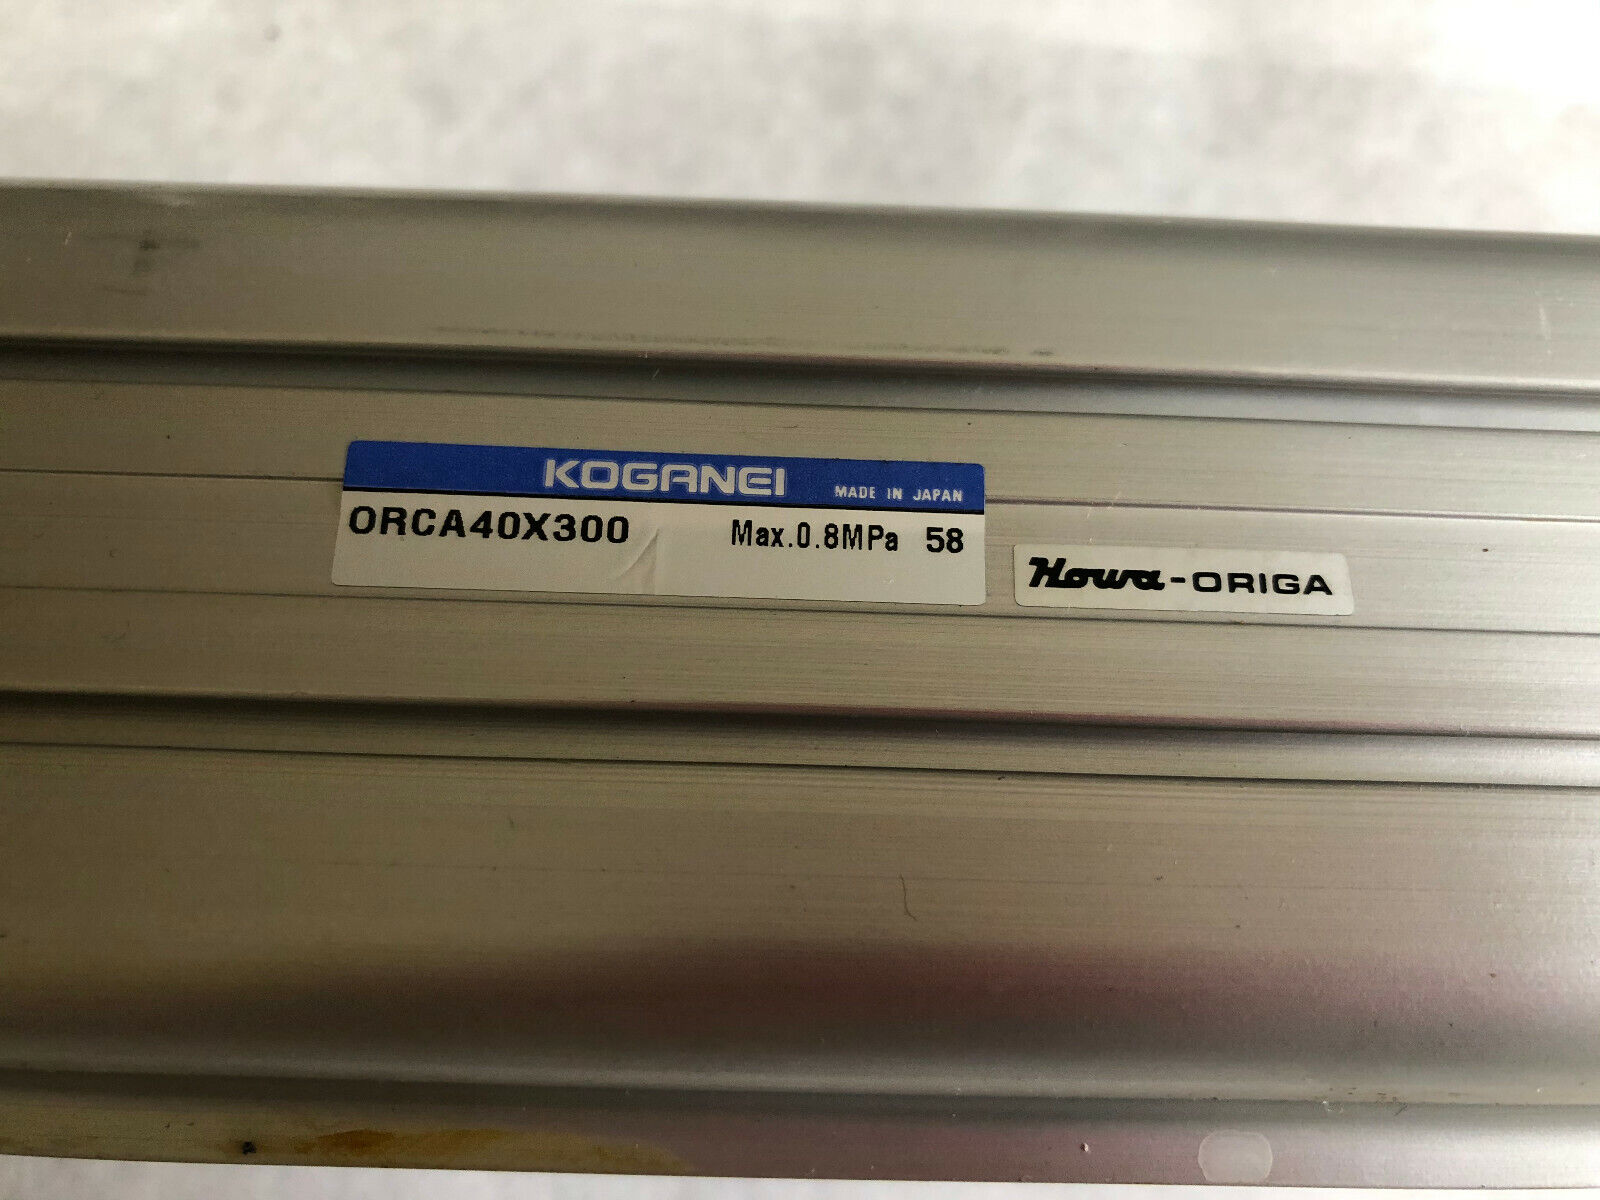 KOGANEI MADE IN JAPAN
ORCA40X300 Max.0.8MPa 58
Howa-ORIGA